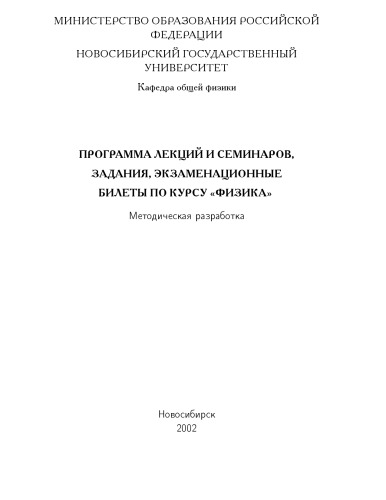 МИНИСТЕРСТВО ОБРАЗОВАНИЯ РОССИЙСКОЙ
ФЕДЕРАЦИИ
НОВОСИБИРСКИЙ ГОСУДАРСТВЕННЫЙ
УНИВЕРСИТЕТ
Кафедра общей физики
ПРОГРАММА ЛЕКЦИЙ И СЕМИНАРОВ,
ЗАДАНИЯ, ЭКЗАМЕНАЦИОННЫЕ
БИЛЕТЫ ПО КУРСУ «ФИЗИКА»
Методическая разработка
Новосибирск
2002